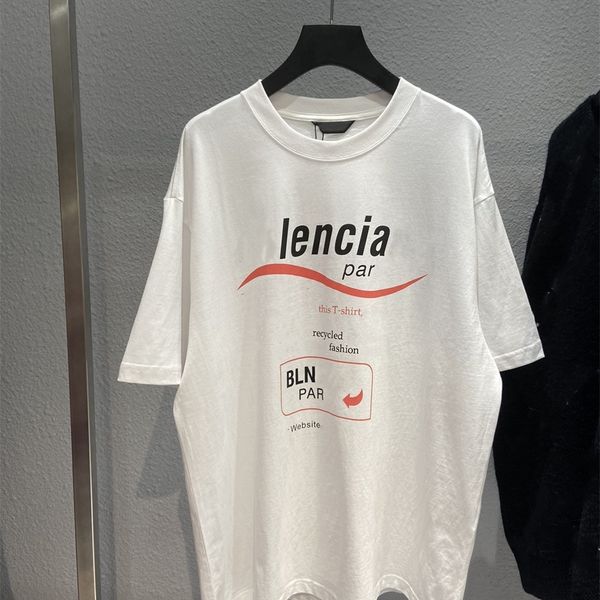 lencia
par
this T-shirt,
recycled
fashion
BLN
PAR
-Website